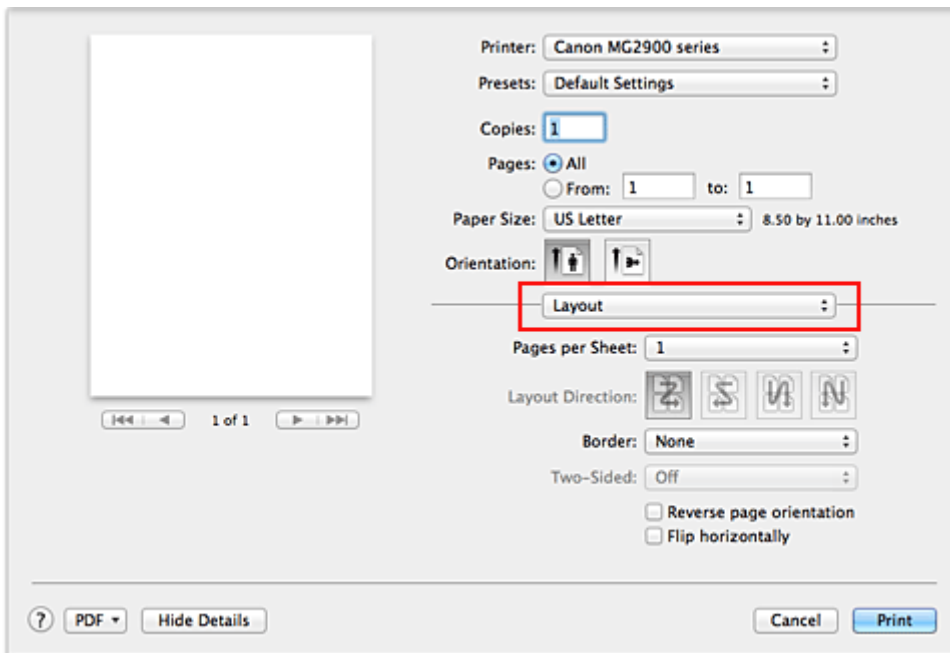 Printer: Canon MG2900 series
Presets: Default Settings
Copies: 1
Pages: All
From: 1 to: 1
Paper Size: US Letter 8.50 by 11.00 inches
Orientation:
Layout
Pages per Sheet: 1
Layout Direction:
1 of 1
Border: None
Two-Sided: Off
Reverse page orientation
Flip horizontally
? PDF Hide Details Cancel Print